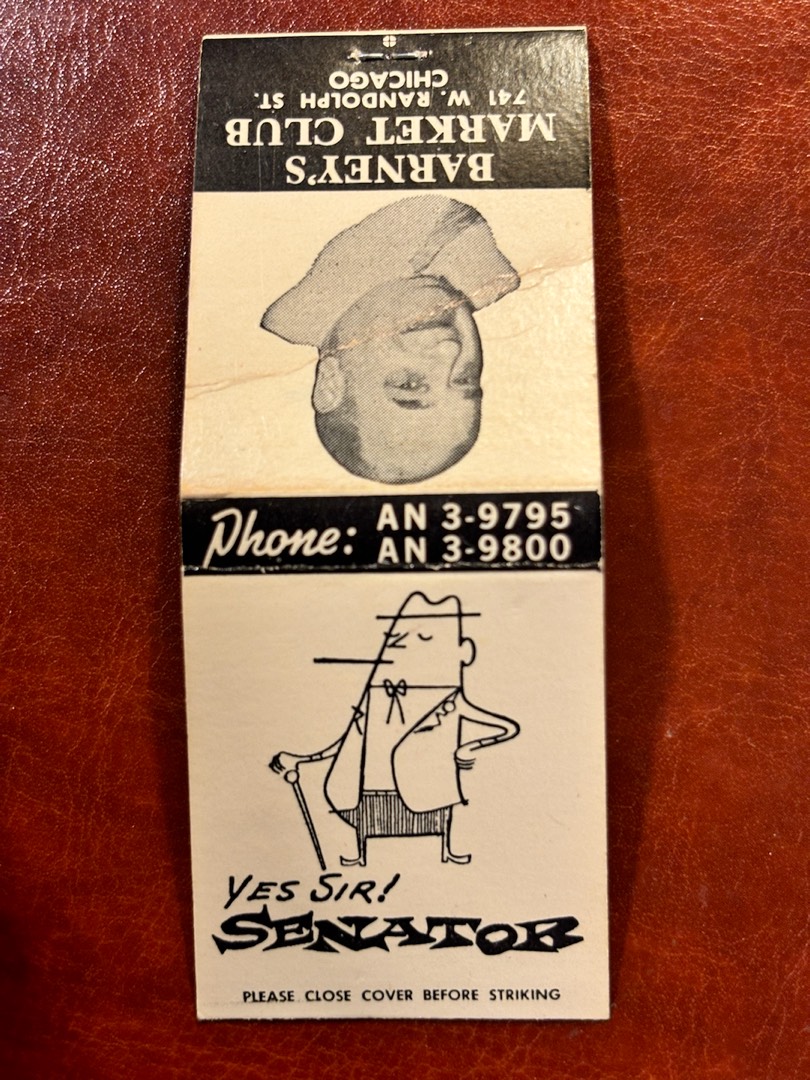 BARNEY'S
MARKET CLUB
741 W. RANDOLPH ST.
CHICAGO
Phone: AN 3-9795
AN 3-9800
YES SIR!
SENATOR
PLEASE CLOSE COVER BEFORE STRIKING